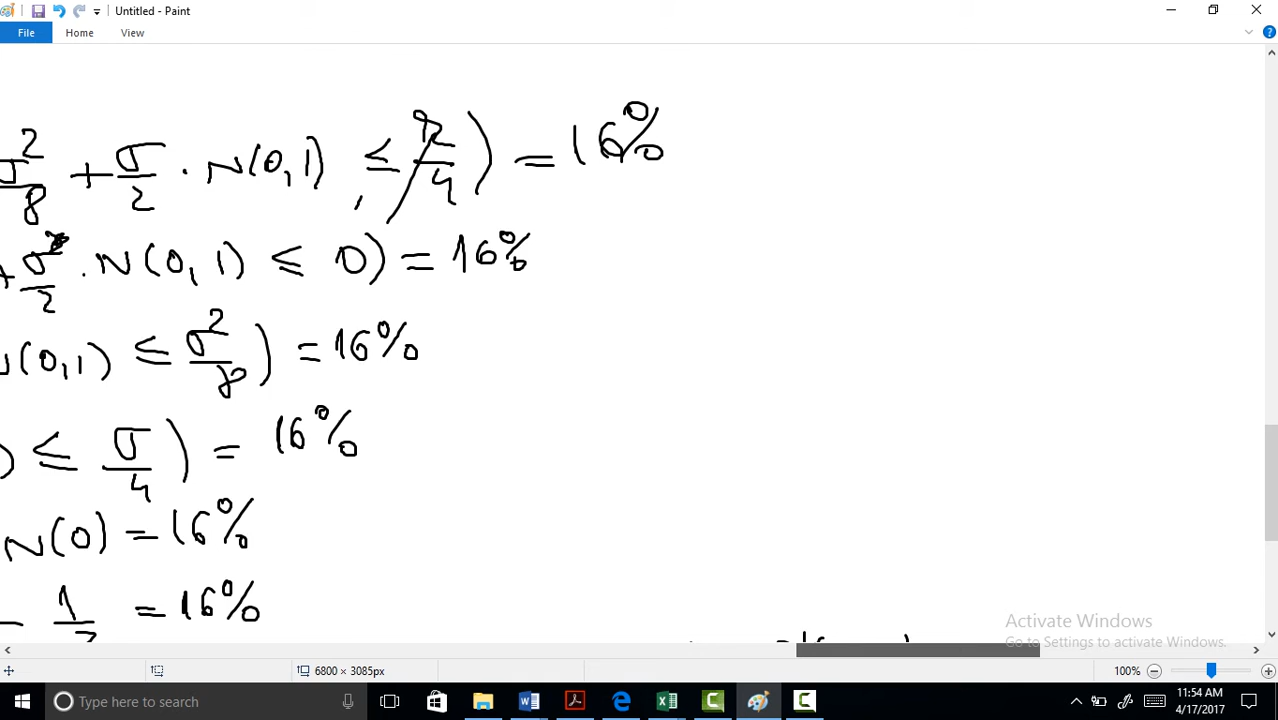 Untitled - Paint
File Home View
σ²/8 + σ/2 · N(0,1) ≤ r/4) = 16%
+ σ/2 · N(0,1) ≤ 0) = 16%
N(0,1) ≤ σ²/8) = 16%
) ≤ σ/4) = 16%
N(0) = 16%
- 1/2 = 16%
Activate Windows
Go to Settings to activate Windows.
6800 × 3085px
100%
Type here to search
11:54 AM
4/17/2017